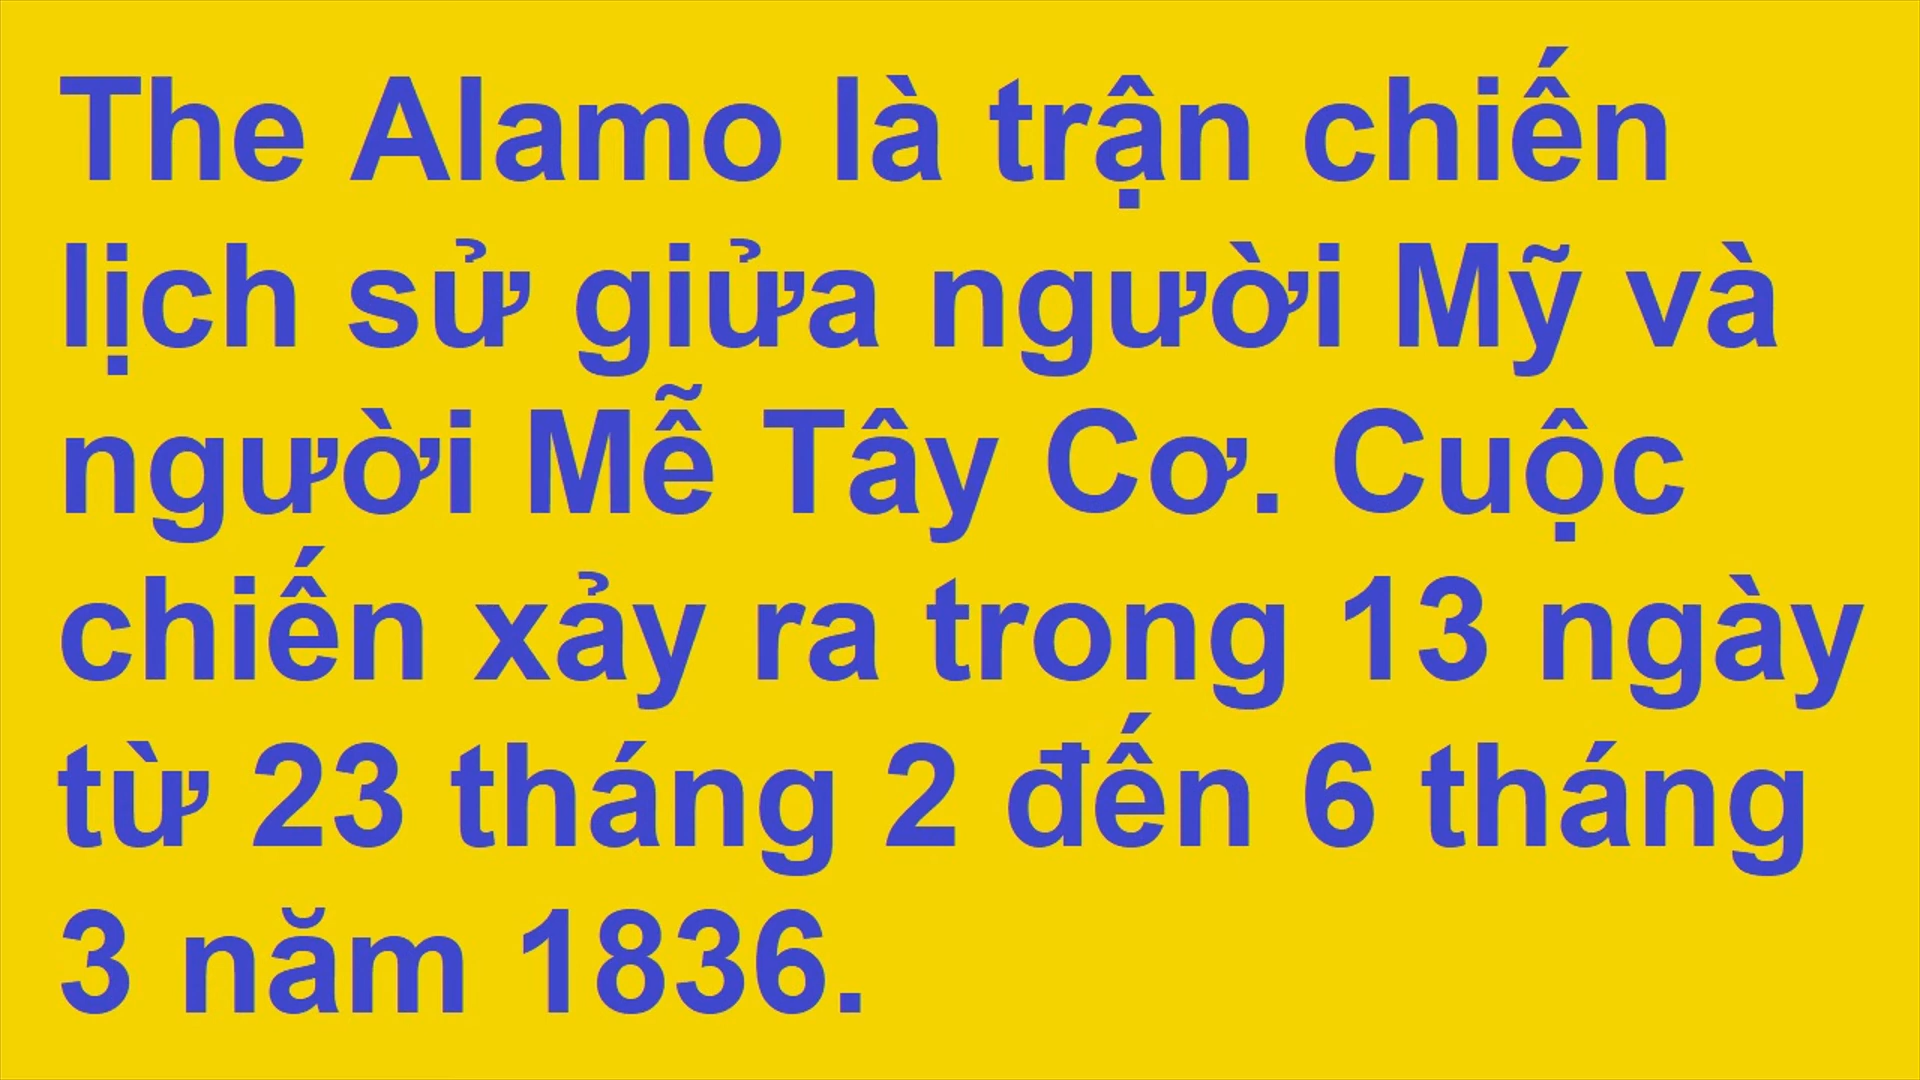 The Alamo là trận chiến
lịch sử giửa người Mỹ và
người Mễ Tây Cơ. Cuộc
chiến xảy ra trong 13 ngày
từ 23 tháng 2 đến 6 tháng
3 năm 1836.